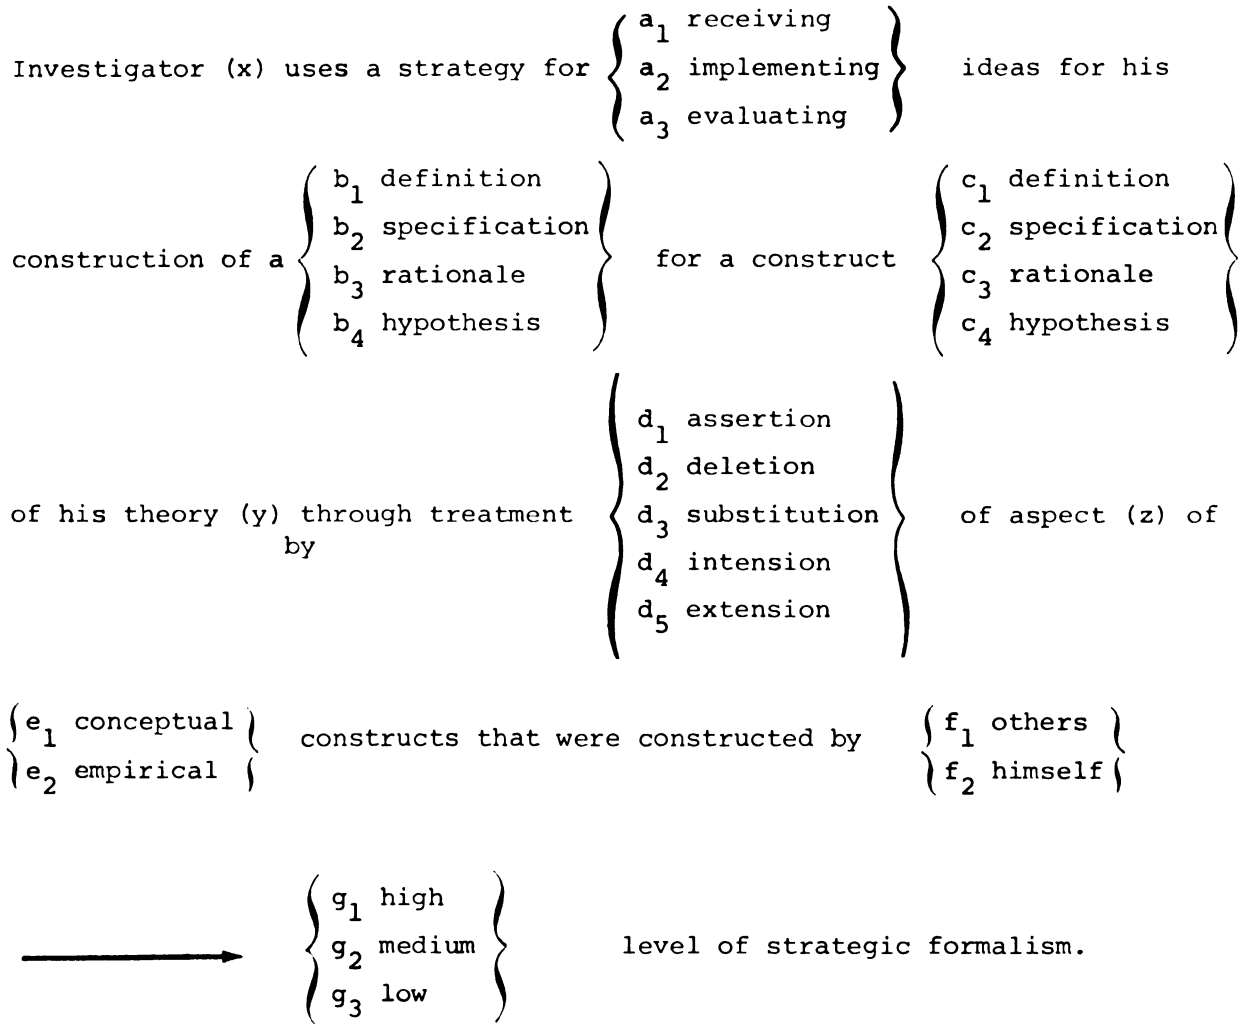 a1 receiving
Investigator (x) uses a strategy for a2 implementing ideas for his
a3 evaluating
b1 definition c1 definition
b2 specification c2 specification
construction of a for a construct
b3 rationale c3 rationale
b4 hypothesis c4 hypothesis
d1 assertion
d2 deletion
of his theory (y) through treatment d3 substitution of aspect (z) of
by
d4 intension
d5 extension
e1 conceptual constructs that were constructed by f1 others
e2 empirical f2 himself
g1 high
g2 medium level of strategic formalism.
g3 low